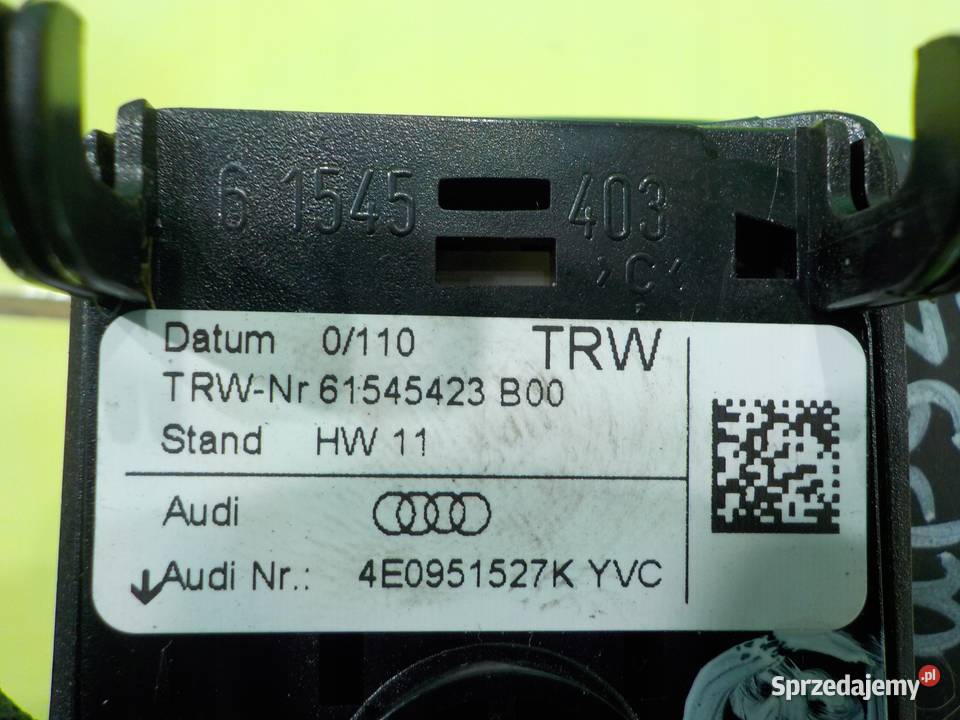 6 1545 403
›C‹
Datum 0/110 TRW
TRW-Nr 61545423 B00
Stand HW 11
Audi
Audi Nr.: 4E0951527K YVC
Sprzedajemy.pl